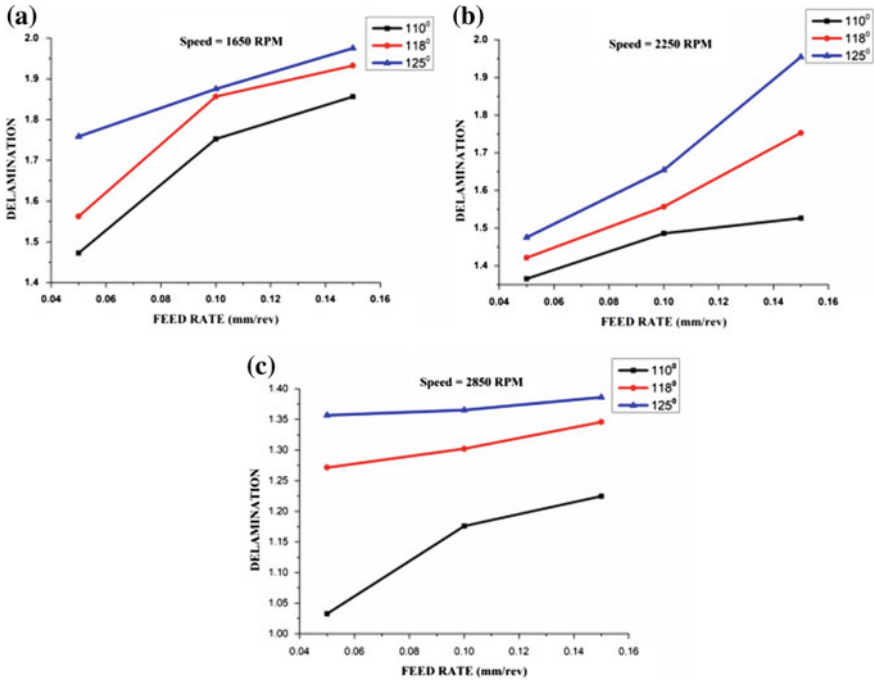 (a)
Speed = 1650 RPM
110⁰
118⁰
125⁰
2.0
1.9
1.8
1.7
1.6
1.5
1.4
DELAMINATION
0.04 0.06 0.08 0.10 0.12 0.14 0.16
FEED RATE (mm/rev)
(b)
Speed = 2250 RPM
110⁰
118⁰
125⁰
2.0
1.9
1.8
1.7
1.6
1.5
1.4
DELAMINATION
0.04 0.06 0.08 0.10 0.12 0.14 0.16
FEED RATE (mm/rev)
(c)
Speed = 2850 RPM
110⁰
118⁰
125⁰
1.40
1.35
1.30
1.25
1.20
1.15
1.10
1.05
1.00
DELAMINATION
0.04 0.06 0.08 0.10 0.12 0.14 0.16
FEED RATE (mm/rev)